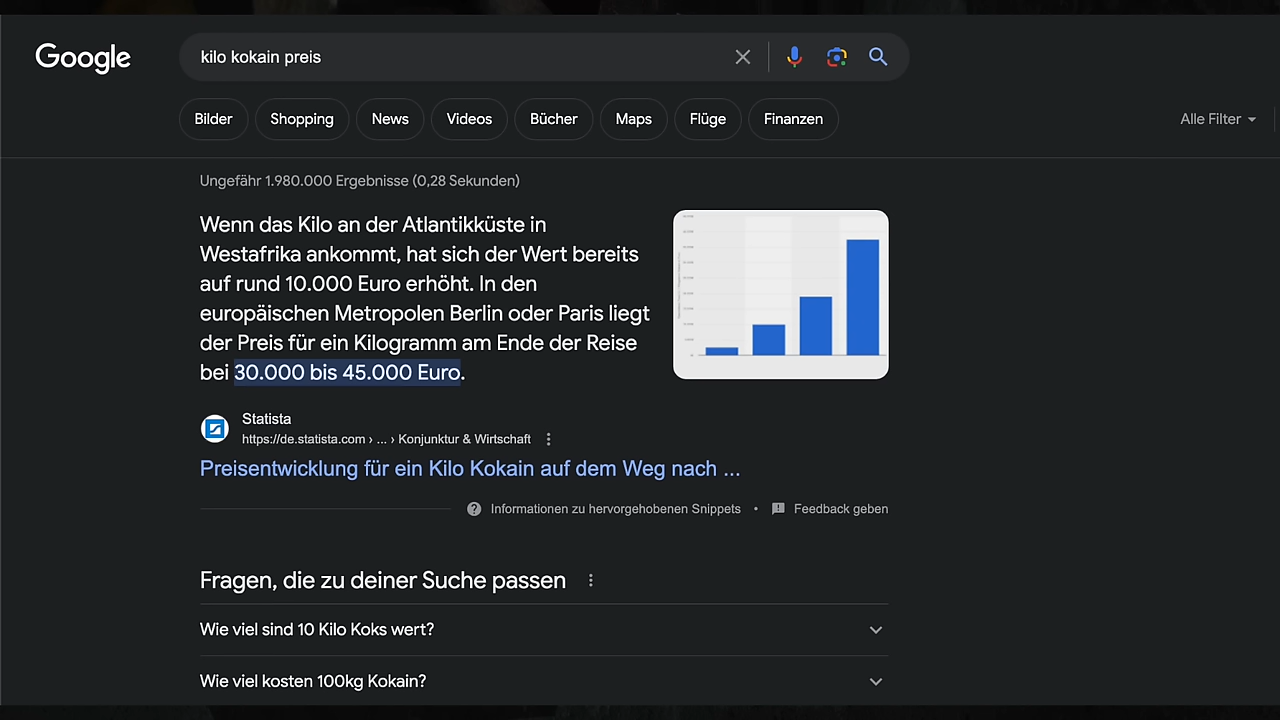 Google
kilo kokain preis
Bilder
Shopping
News
Videos
Bücher
Maps
Flüge
Finanzen
Alle Filter
Ungefähr 1.980.000 Ergebnisse (0,28 Sekunden)
Wenn das Kilo an der Atlantikküste in
Westafrika ankommt, hat sich der Wert bereits
auf rund 10.000 Euro erhöht. In den
europäischen Metropolen Berlin oder Paris liegt
der Preis für ein Kilogramm am Ende der Reise
bei 30.000 bis 45.000 Euro.
Statista
https://de.statista.com › ... › Konjunktur & Wirtschaft
Preisentwicklung für ein Kilo Kokain auf dem Weg nach ...
Informationen zu hervorgehobenen Snippets • Feedback geben
Fragen, die zu deiner Suche passen
Wie viel sind 10 Kilo Koks wert?
Wie viel kosten 100kg Kokain?